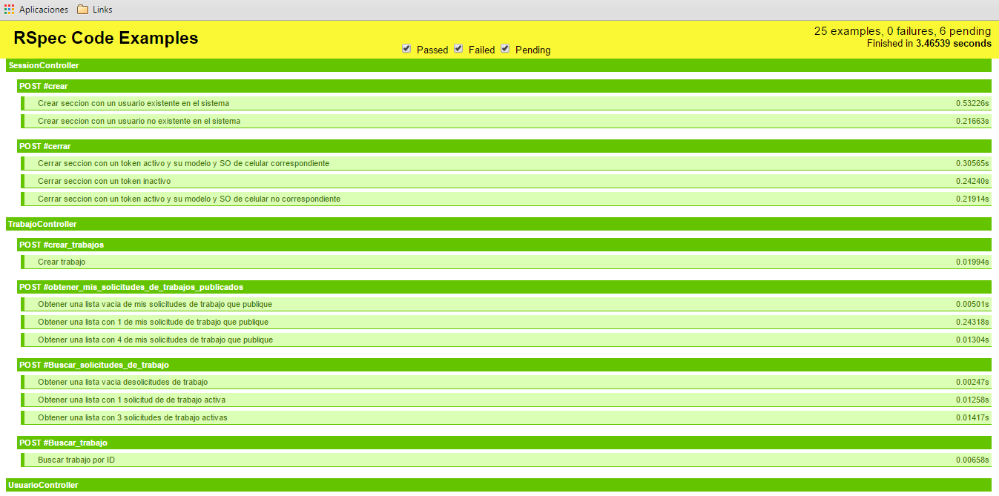 Aplicaciones Links
RSpec Code Examples
Passed Failed Pending
25 examples, 0 failures, 6 pending
Finished in 3.46539 seconds
SessionController
POST #crear
Crear seccion con un usuario existente en el sistema 0.53226s
Crear seccion con un usuario no existente en el sistema 0.21663s
POST #cerrar
Cerrar seccion con un token activo y su modelo y SO de celular correspondiente 0.30565s
Cerrar seccion con un token inactivo 0.24240s
Cerrar seccion con un token activo y su modelo y SO de celular no correspondiente 0.21914s
TrabajoController
POST #crear_trabajos
Crear trabajo 0.01994s
POST #obtener_mis_solicitudes_de_trabajos_publicados
Obtener una lista vacia de mis solicitudes de trabajo que publique 0.00501s
Obtener una lista con 1 de mis solicitude de trabajo que publique 0.24318s
Obtener una lista con 4 de mis solicitudes de trabajo que publique 0.01304s
POST #Buscar_solicitudes_de_trabajo
Obtener una lista vacia desolicitudes de trabajo 0.00247s
Obtener una lista con 1 solicitud de de trabajo activa 0.01258s
Obtener una lista con 3 solicitudes de trabajo activas 0.01417s
POST #Buscar_trabajo
Buscar trabajo por ID 0.00658s
UsuarioController